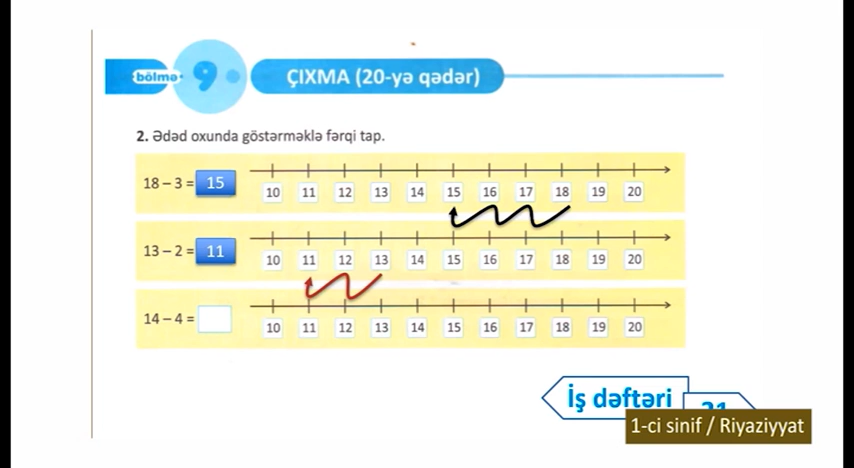 bölmə 9 ÇIXMA (20-yə qədər)
2. Ədəd oxunda göstərməklə fərqi tap.
18 – 3 = 15
10 11 12 13 14 15 16 17 18 19 20
13 – 2 = 11
10 11 12 13 14 15 16 17 18 19 20
14 – 4 =
10 11 12 13 14 15 16 17 18 19 20
İş dəftəri
1-ci sinif / Riyaziyyat